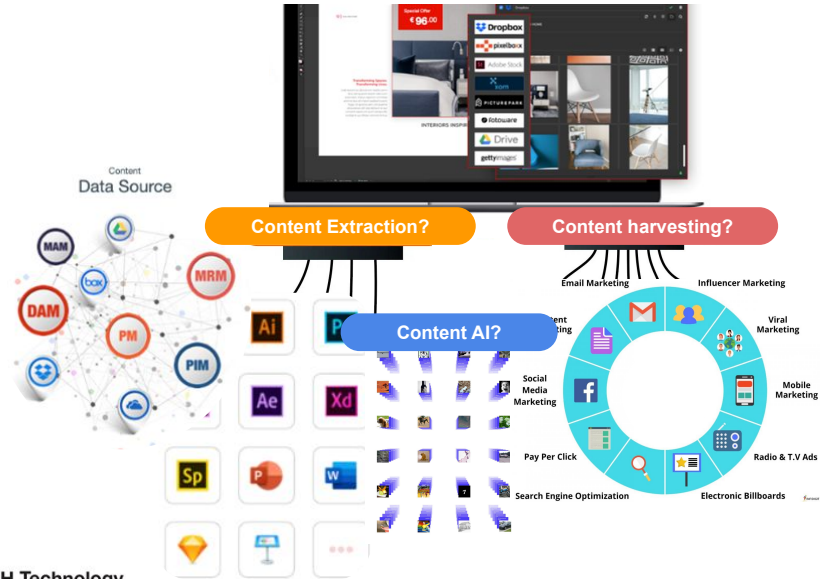 Special Offer
€ 96.00
Dropbox
pixelboxx
Adobe Stock
xom
PICTUREPARK
fotoware
Drive
gettyimages
INTERIORS INSPIR
Content
Data Source
Content Extraction?
Content harvesting?
MAM
box
MRM
DAM
PM
PIM
Ai
Content AI?
Ae
Xd
Sp
P
W
Email Marketing
Influencer Marketing
Viral
Marketing
Mobile
Marketing
Radio & T.V Ads
Electronic Billboards
Search Engine Optimization
Pay Per Click
Social
Media
Marketing
H Technology